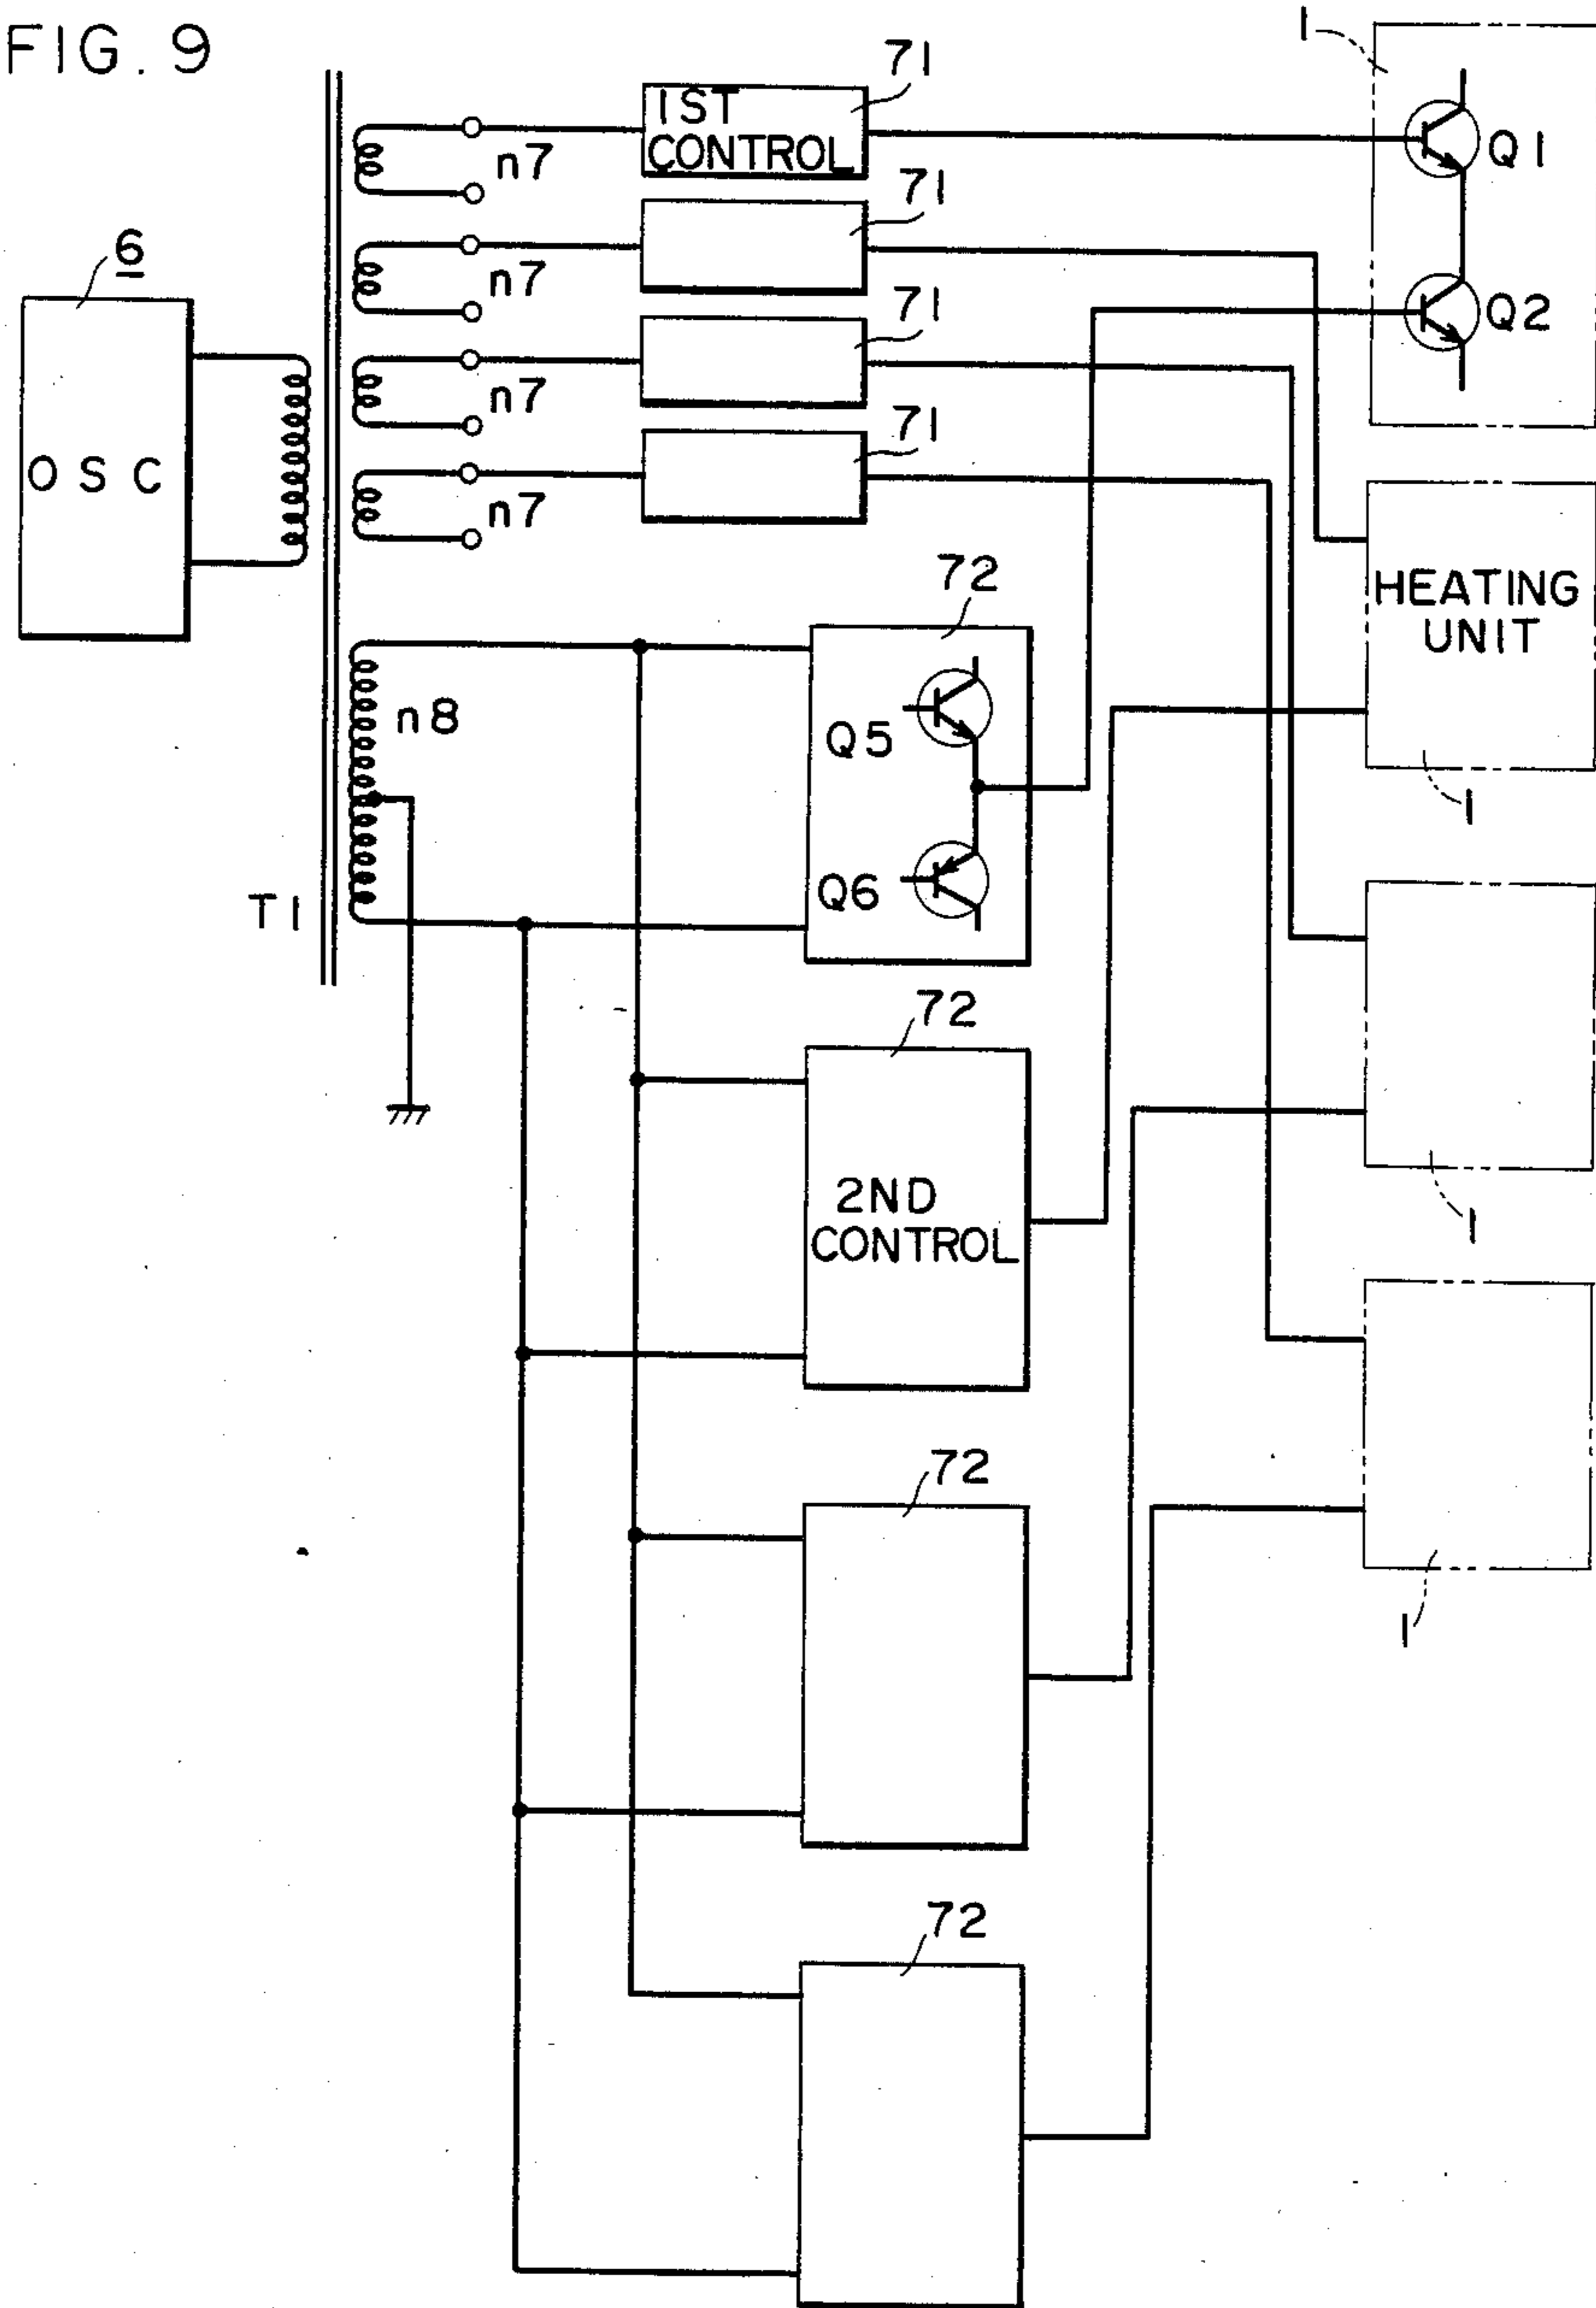 FIG. 9
1
71
1ST
CONTROL
n7
Q1
71
6
n7
71
Q2
n7
71
OSC
n7
72
HEATING
UNIT
n8
Q5
1
Q6
T1
72
2ND
CONTROL
1
72
1
72